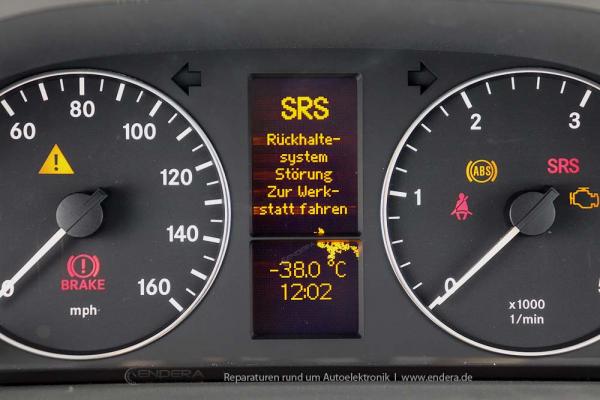 60
80
100
120
140
160
0
mph
BRAKE
SRS
Rückhalte-
system
Störung
Zur Werk-
statt fahren
-38.0 °C
12:02
0
1
2
3
ABS
SRS
x1000
1/min
ENDERA
Reparaturen rund um Autoelektronik I www.endera.de